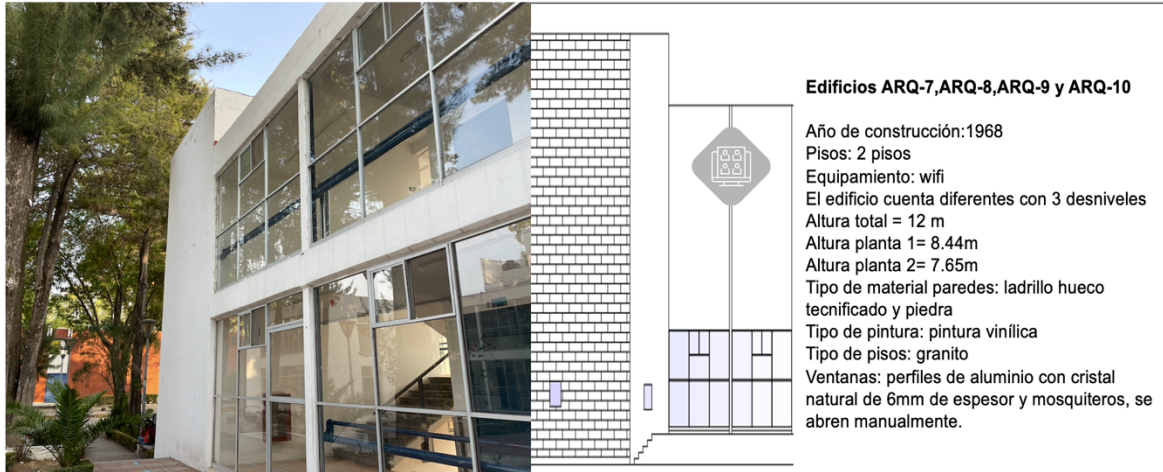 Edificios ARQ-7,ARQ-8,ARQ-9 y ARQ-10
Año de construcción:1968
Pisos: 2 pisos
Equipamiento: wifi
El edificio cuenta diferentes con 3 desniveles
Altura total = 12 m
Altura planta 1= 8.44m
Altura planta 2= 7.65m
Tipo de material paredes: ladrillo hueco
tecnificado y piedra
Tipo de pintura: pintura vinílica
Tipo de pisos: granito
Ventanas: perfiles de aluminio con cristal
natural de 6mm de espesor y mosquiteros, se
abren manualmente.